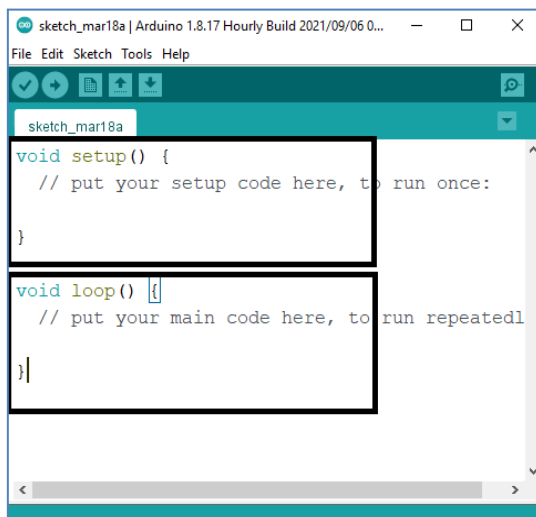 sketch_mar18a | Arduino 1.8.17 Hourly Build 2021/09/06 0...
File Edit Sketch Tools Help
sketch_mar18a
void setup() {
// put your setup code here, to run once:
}
void loop() {
// put your main code here, to run repeatedl
}